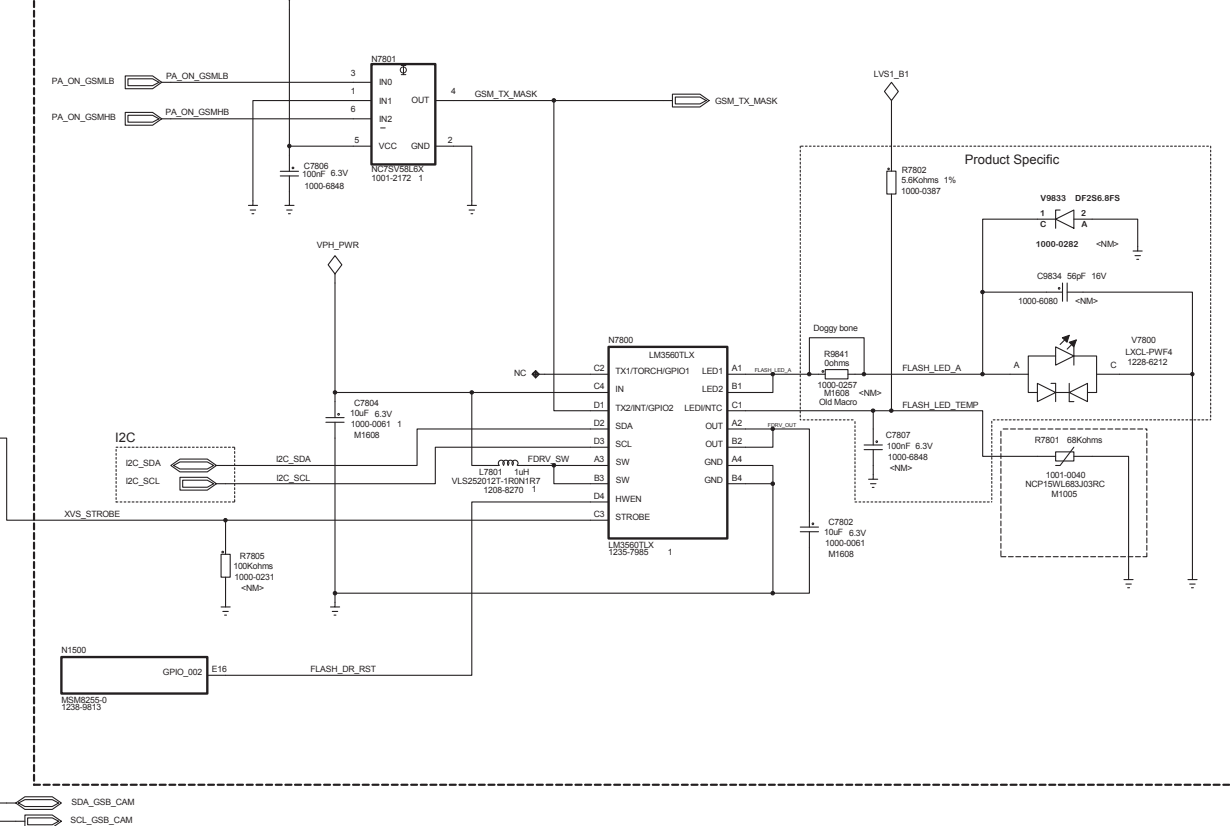 N7801
PA_ON_GSMLB
PA_ON_GSMLB
3
IN0
1
IN1
OUT
4
GSM_TX_MASK
GSM_TX_MASK
PA_ON_GSMHB
PA_ON_GSMHB
6
IN2
5
VCC
GND
2
NC7SV58L6X
1001-2172 1
C7806
100nF 6.3V
1000-6848
LVS1_B1
R7802
5.6Kohms 1%
1000-0387
Product Specific
V9833 DF2S6.8FS
1 2
C A
1000-0282 <NM>
C9834 56pF 16V
1000-6080 <NM>
VPH_PWR
Doggy bone
R9841
0ohms
1000-0257
M1608 <NM>
Old Macro
FLASH_LED_A
A
C
V7800
LXCL-PWF4
1228-6212
N7800
LM3560TLX
NC
C2 TX1/TORCH/GPIO1 LED1 A1
FLASH_LED_A
C4 IN LED2 B1
D1 TX2/INT/GPIO2 LEDI/NTC C1
FLASH_LED_TEMP
D2 SDA OUT A2
FDRV_OUT
D3 SCL OUT B2
A3 SW GND A4
B3 SW GND B4
D4 HWEN
C3 STROBE
LM3560TLX
1235-7985 1
C7804
10uF 6.3V
1000-0061 1
M1608
I2C
I2C_SDA
I2C_SDA
I2C_SCL
I2C_SCL
FDRV_SW
L7801 1uH
VLS252012T-1R0N1R7
1208-8270 1
C7807
100nF 6.3V
1000-6848
<NM>
R7801 68Kohms
1001-0040
NCP15WL683J03RC
M1005
XVS_STROBE
R7805
100Kohms
1000-0231
<NM>
C7802
10uF 6.3V
1000-0061
M1608
N1500
GPIO_002
E16
FLASH_DR_RST
MSM8255-0
1238-9813
SDA_GSB_CAM
SCL_GSB_CAM